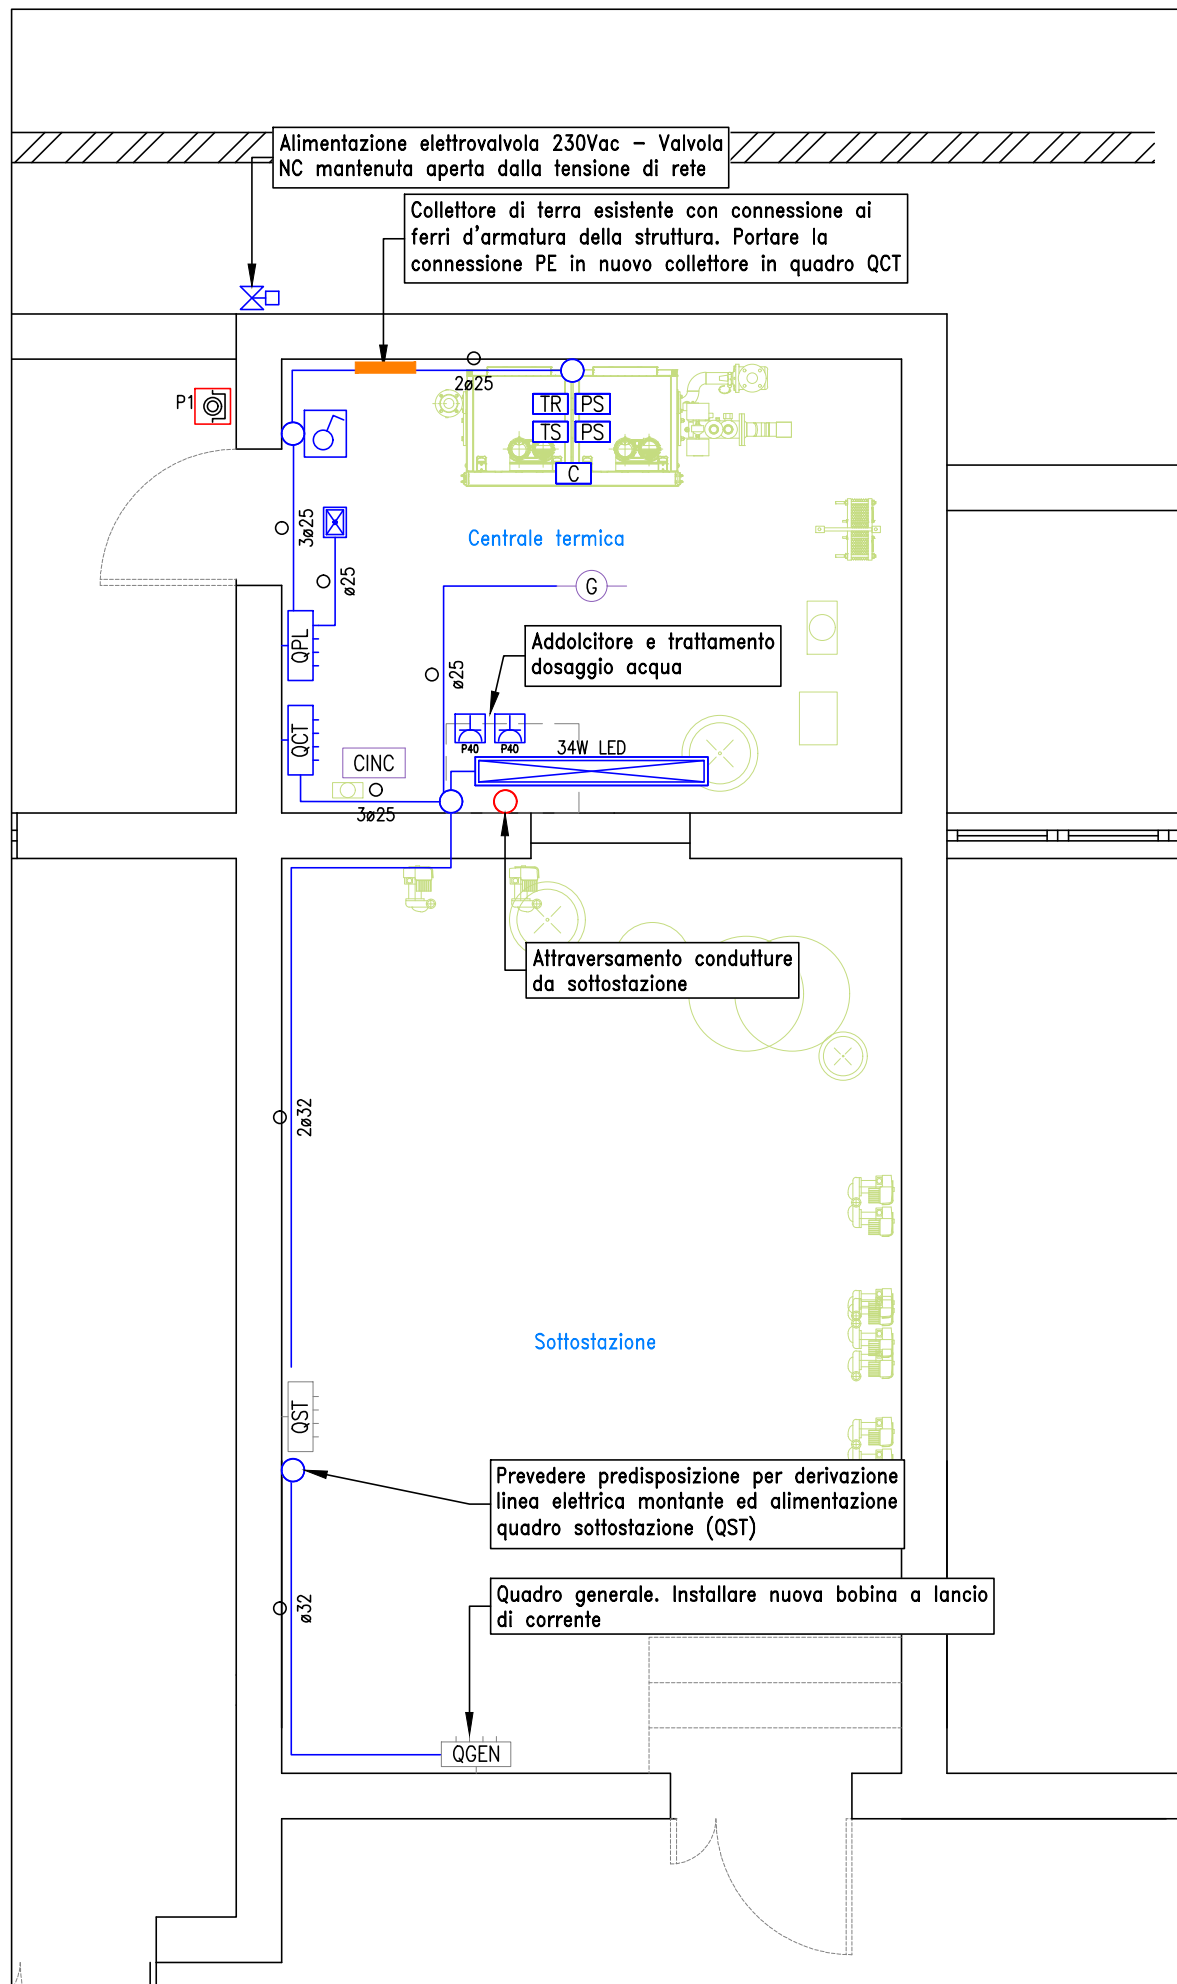 Alimentazione elettrovalvola 230Vac – Valvola
NC mantenuta aperta dalla tensione di rete
Collettore di terra esistente con connessione ai
ferri d'armatura della struttura. Portare la
connessione PE in nuovo collettore in quadro QCT
2ø25
P1
TR
PS
TS
PS
C
3ø25
Centrale termica
ø25
G
QPL
Addolcitore e trattamento
dosaggio acqua
ø25
QCT
P40
P40
34W LED
CINC
3ø25
Attraversamento condutture
da sottostazione
2ø32
Sottostazione
QST
Prevedere predisposizione per derivazione
linea elettrica montante ed alimentazione
quadro sottostazione (QST)
Quadro generale. Installare nuova bobina a lancio
di corrente
ø32
QGEN